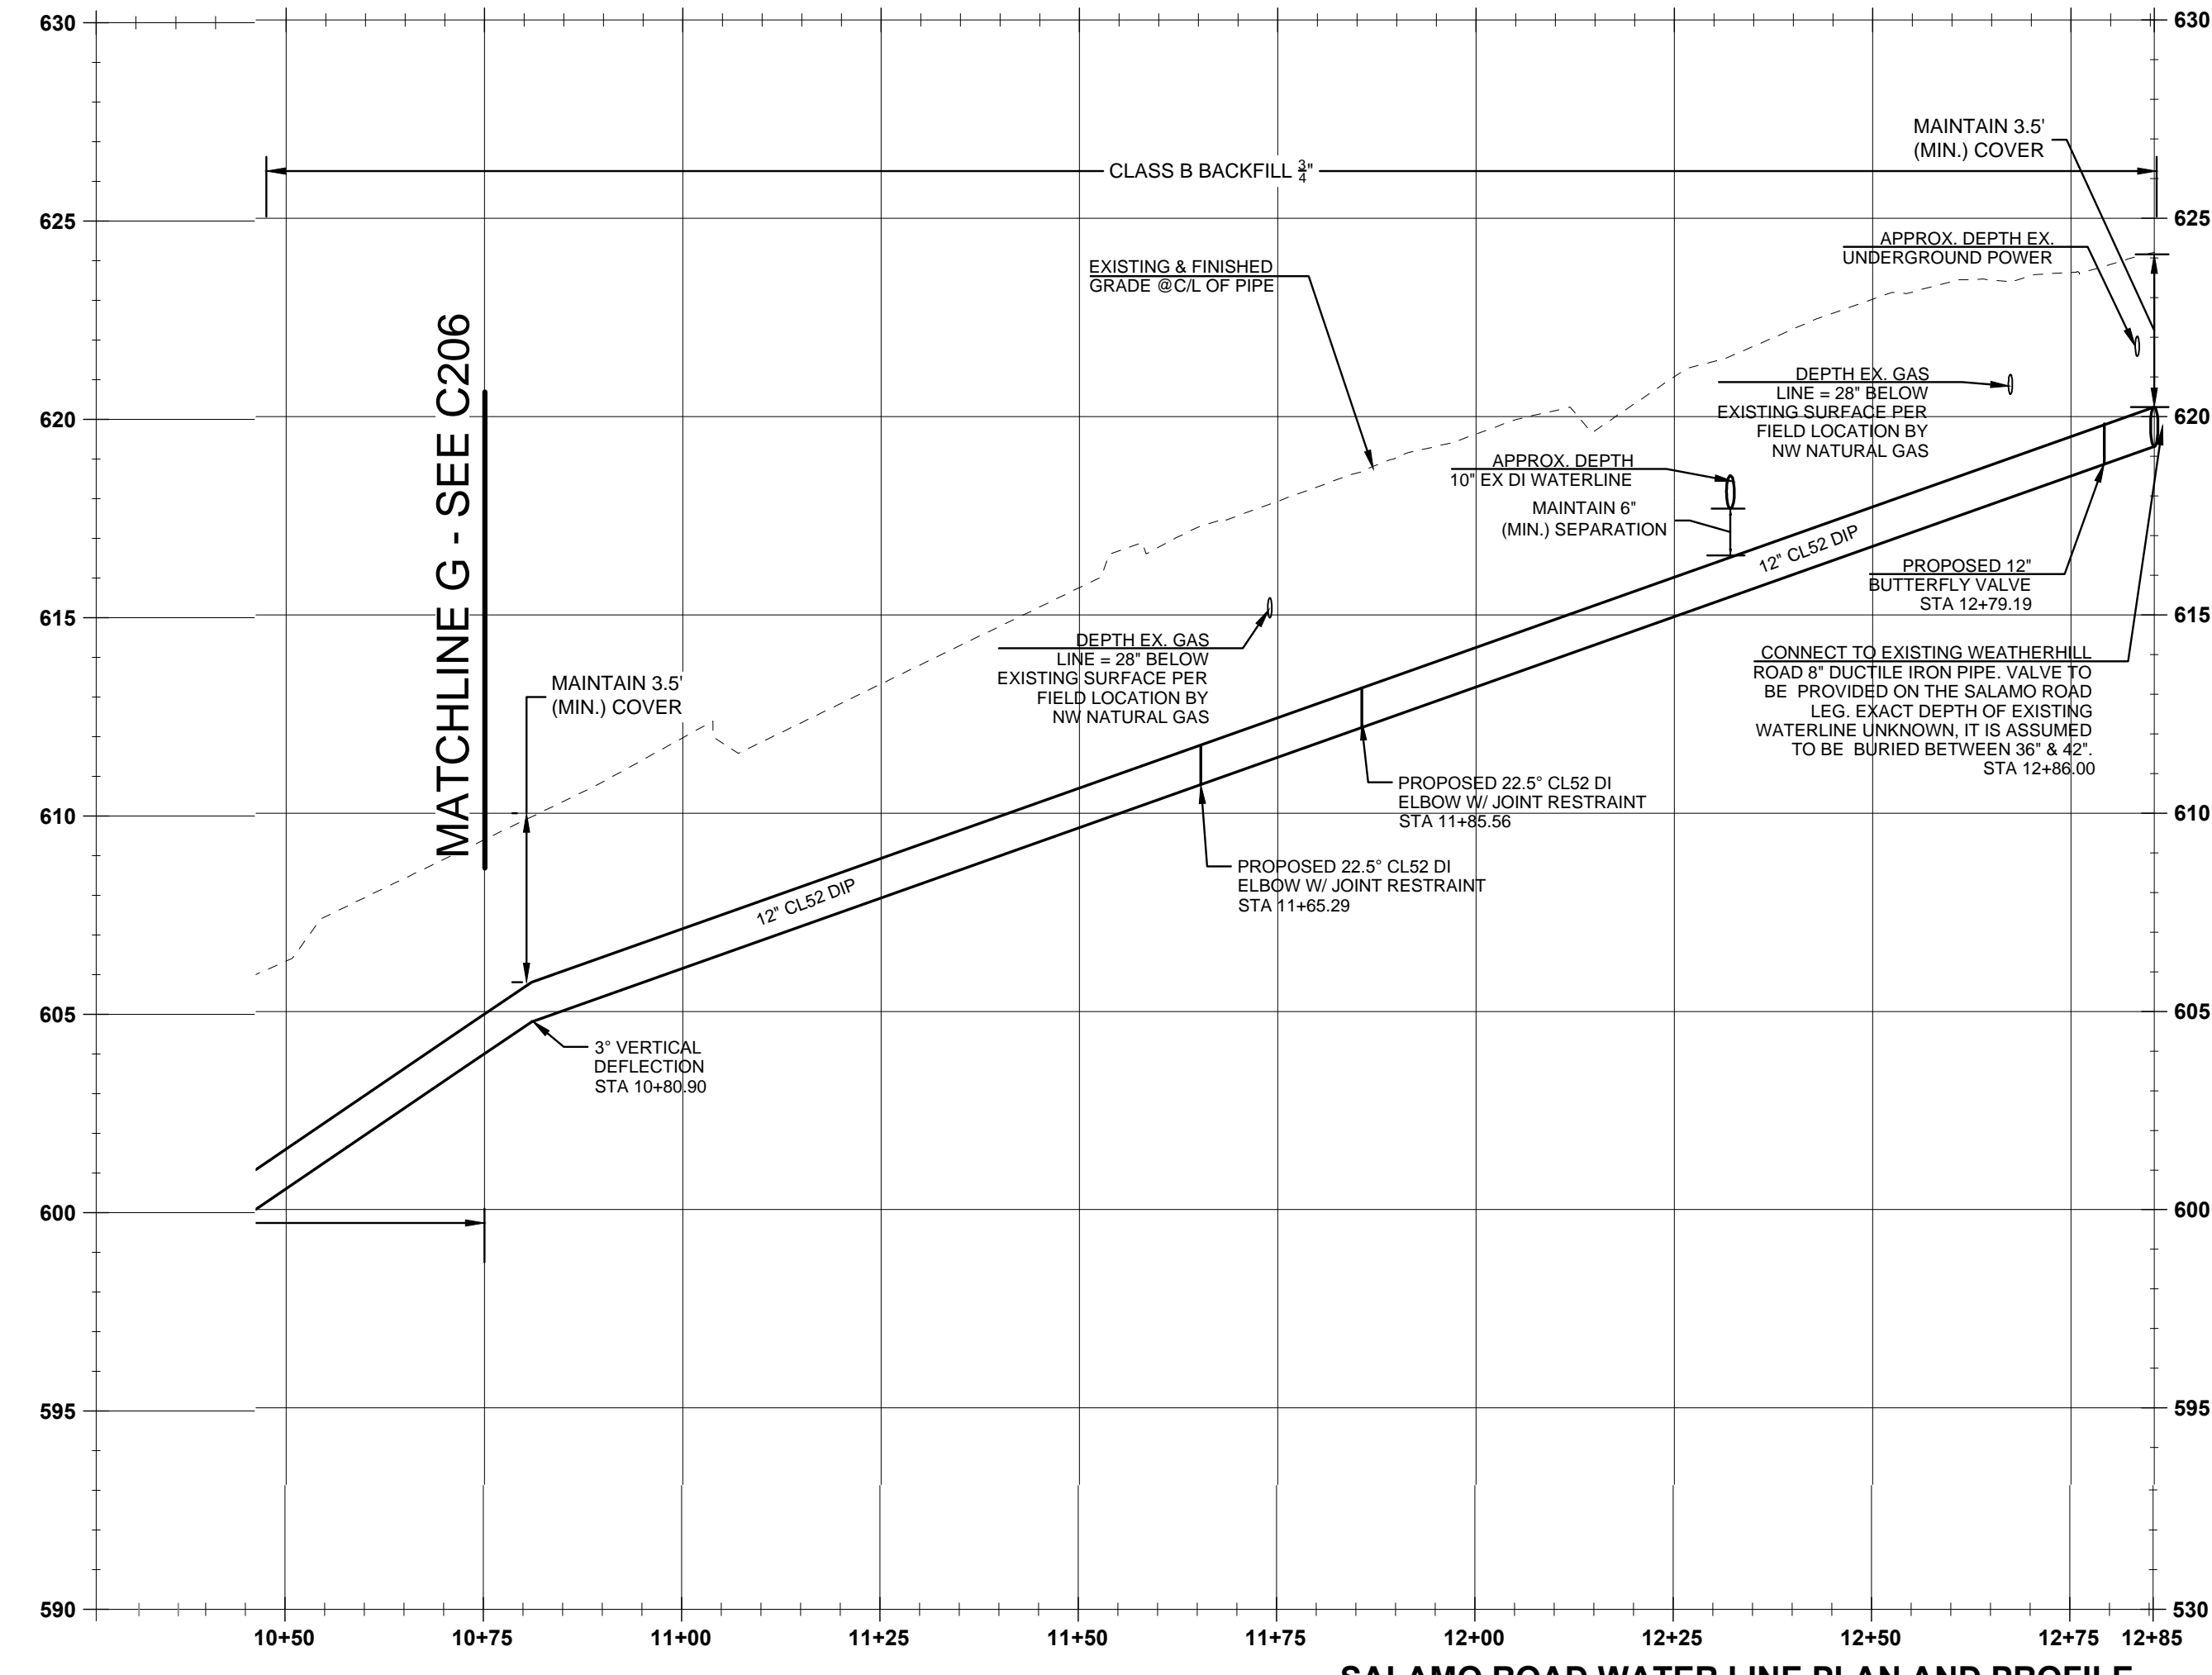 630
630
MAINTAIN 3.5'
(MIN.) COVER
CLASS B BACKFILL 3/4"
625
625
APPROX. DEPTH EX.
UNDERGROUND POWER
EXISTING & FINISHED
GRADE @C/L OF PIPE
MATCHLINE G - SEE C206
DEPTH EX. GAS
LINE = 28" BELOW
EXISTING SURFACE PER
FIELD LOCATION BY
NW NATURAL GAS
620
620
APPROX. DEPTH
10" EX DI WATERLINE
MAINTAIN 6"
(MIN.) SEPARATION
12" CL52 DIP
PROPOSED 12"
BUTTERFLY VALVE
STA 12+79.19
615
615
DEPTH EX. GAS
LINE = 28" BELOW
EXISTING SURFACE PER
FIELD LOCATION BY
NW NATURAL GAS
CONNECT TO EXISTING WEATHERHILL
ROAD 8" DUCTILE IRON PIPE. VALVE TO
BE PROVIDED ON THE SALAMO ROAD
LEG. EXACT DEPTH OF EXISTING
WATERLINE UNKNOWN, IT IS ASSUMED
TO BE BURIED BETWEEN 36" & 42".
STA 12+86.00
MAINTAIN 3.5'
(MIN.) COVER
PROPOSED 22.5° CL52 DI
ELBOW W/ JOINT RESTRAINT
STA 11+85.56
610
610
PROPOSED 22.5° CL52 DI
ELBOW W/ JOINT RESTRAINT
STA 11+65.29
12" CL52 DIP
605
605
3° VERTICAL
DEFLECTION
STA 10+80.90
600
600
595
595
590
530
10+50
10+75
11+00
11+25
11+50
11+75
12+00
12+25
12+50
12+75
12+85
SALAMO ROAD WATER LINE PLAN AND PROFILE